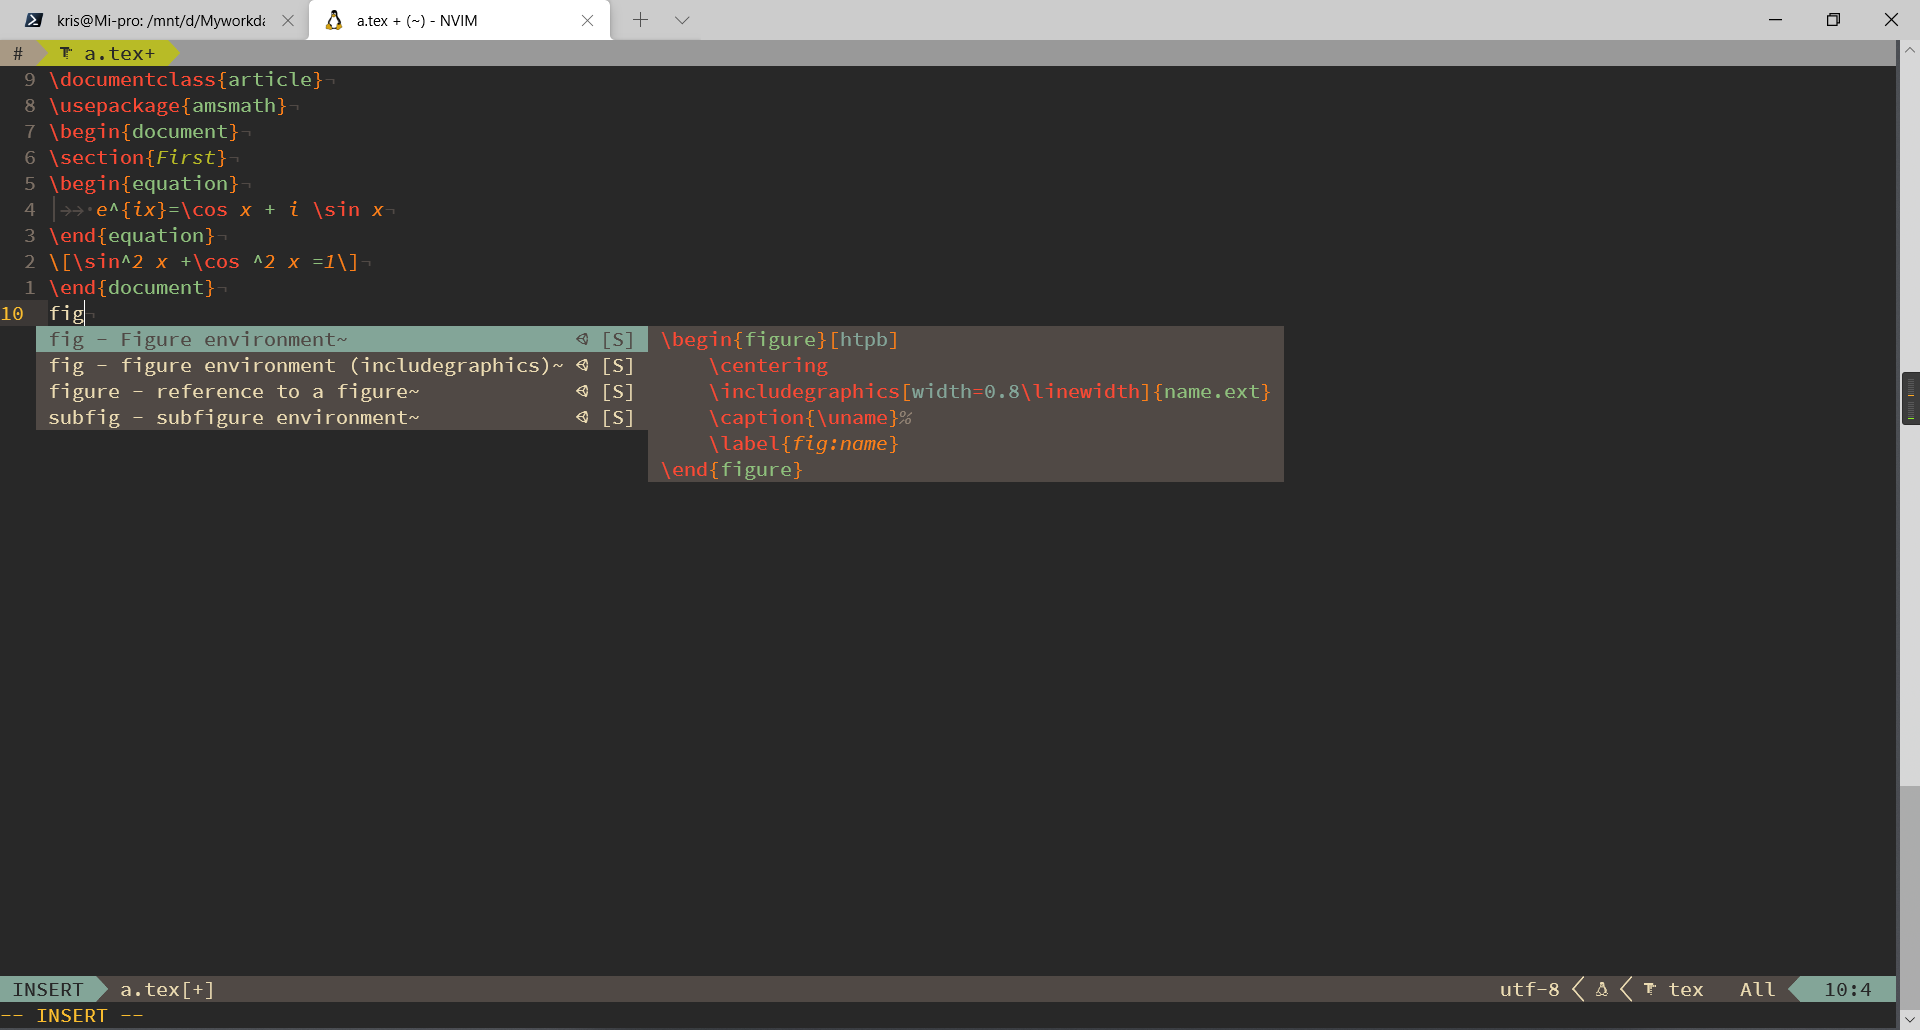 kris@Mi-pro: /mnt/d/Myworkda
a.tex + (~) - NVIM
# a.tex+
9 \documentclass{article}¬
8 \usepackage{amsmath}¬
7 \begin{document}¬
6 \section{First}¬
5 \begin{equation}¬
4 │→→·e^{ix}=\cos x + i \sin x¬
3 \end{equation}¬
2 \[\sin^2 x +\cos ^2 x =1\]¬
1 \end{document}¬
10 fig¬
fig - Figure environment~ [S]
fig - figure environment (includegraphics)~ [S]
figure - reference to a figure~ [S]
subfig - subfigure environment~ [S]
\begin{figure}[htpb]
\centering
\includegraphics[width=0.8\linewidth]{name.ext}
\caption{\uname}%
\label{fig:name}
\end{figure}
INSERT a.tex[+] utf-8 tex All 10:4
-- INSERT --